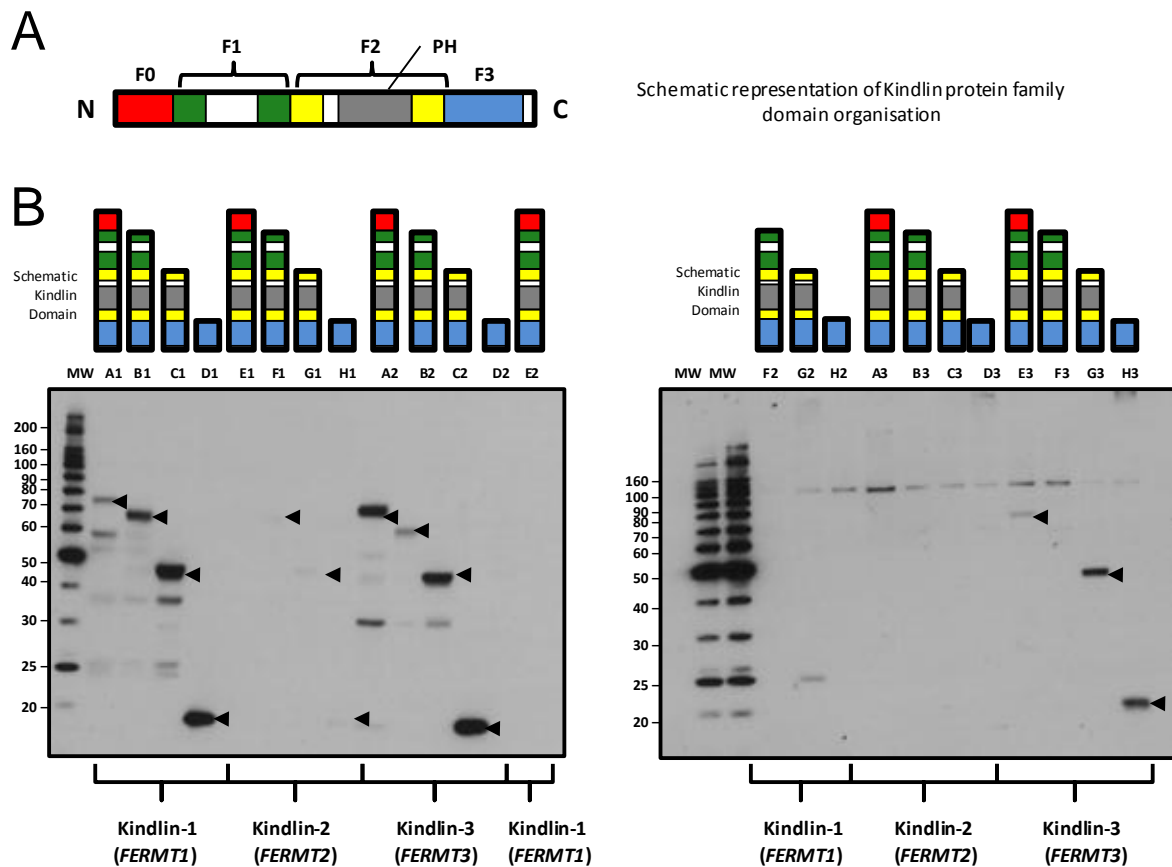 A
F1
F2
PH
F0
F3
N
C
Schematic representation of Kindlin protein family
domain organisation
B
Schematic
Kindlin
Domain
MW A1 B1 C1 D1 E1 F1 G1 H1 A2 B2 C2 D2 E2
200
160
100
90
80
70
60
50
40
30
25
20
Kindlin-1
(FERMT1)
Kindlin-2
(FERMT2)
Kindlin-3
(FERMT3)
Kindlin-1
(FERMT1)
Schematic
Kindlin
Domain
MW MW F2 G2 H2 A3 B3 C3 D3 E3 F3 G3 H3
160
100
90
80
70
60
50
40
30
25
20
Kindlin-1
(FERMT1)
Kindlin-2
(FERMT2)
Kindlin-3
(FERMT3)